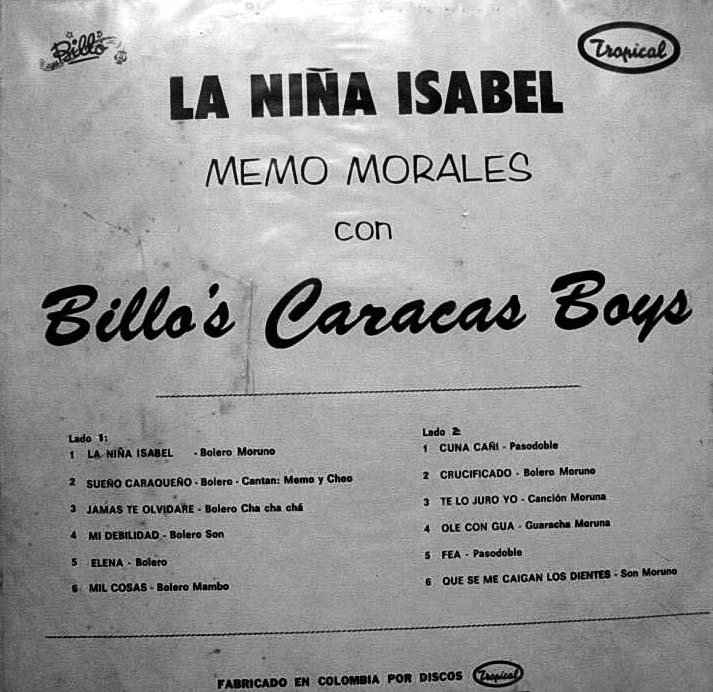 Billo
Tropical
LA NIÑA ISABEL
MEMO MORALES
con
Billo's Caracas Boys
Lado 1:
1 LA NIÑA ISABEL - Bolero Moruno
2 SUEÑO CARAQUEÑO - Bolero - Cantan: Memo y Cheo
3 JAMAS TE OLVIDARE - Bolero Cha cha chá
4 MI DEBILIDAD - Bolero Son
5 ELENA - Bolero
6 MIL COSAS - Bolero Mambo
Lado 2:
1 CUNA CAÑI - Pasodoble
2 CRUCIFICADO - Bolero Moruno
3 TE LO JURO YO - Canción Moruna
4 OLE CON GUA - Guaracha Moruna
5 FEA - Pasodoble
6 QUE SE ME CAIGAN LOS DIENTES - Son Moruno
FABRICADO EN COLOMBIA POR DISCOS Tropical